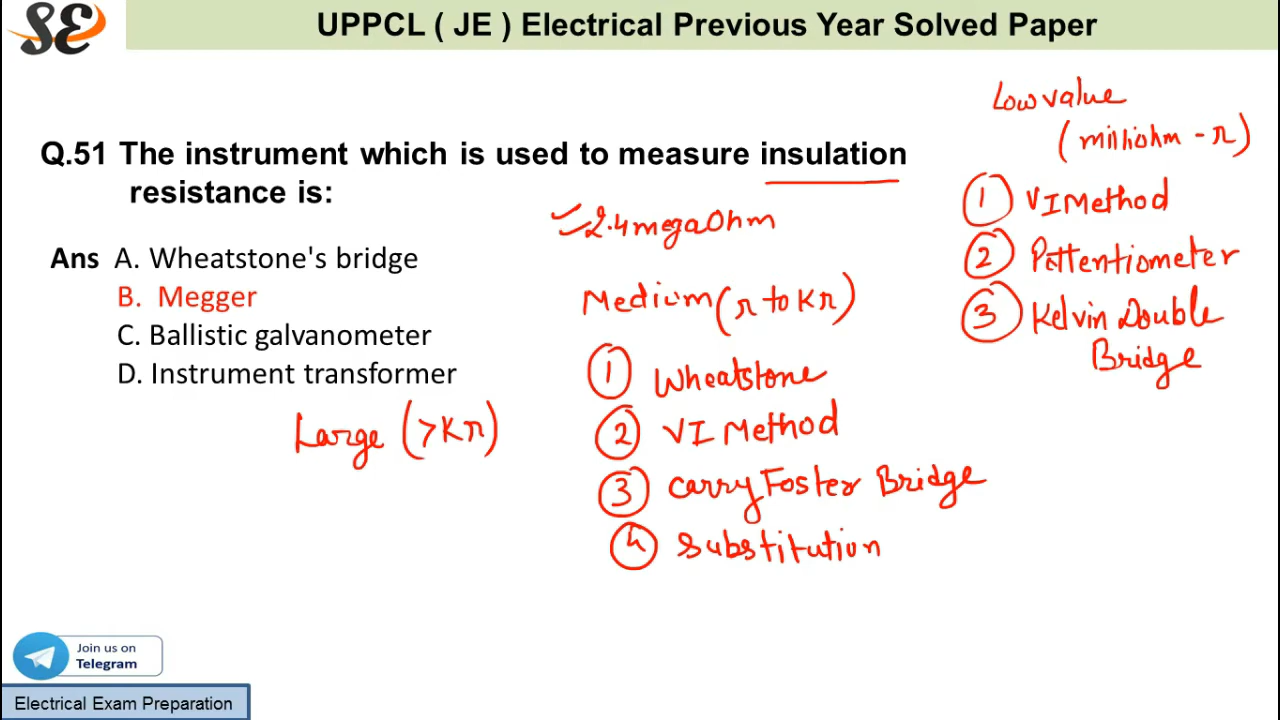 SE
UPPCL ( JE ) Electrical Previous Year Solved Paper
Q.51 The instrument which is used to measure insulation
resistance is:
Ans A. Wheatstone's bridge
B. Megger
C. Ballistic galvanometer
D. Instrument transformer
Large (>Kr)
2.4 megaOhm
Medium (r to Kr)
1 Wheatstone
2 VI Method
3 Carry Foster Bridge
4 Substitution
Low value
(milliohm - r)
1 VI Method
2 Pottentiometer
3 Kelvin Double
Bridge
Join us on
Telegram
Electrical Exam Preparation